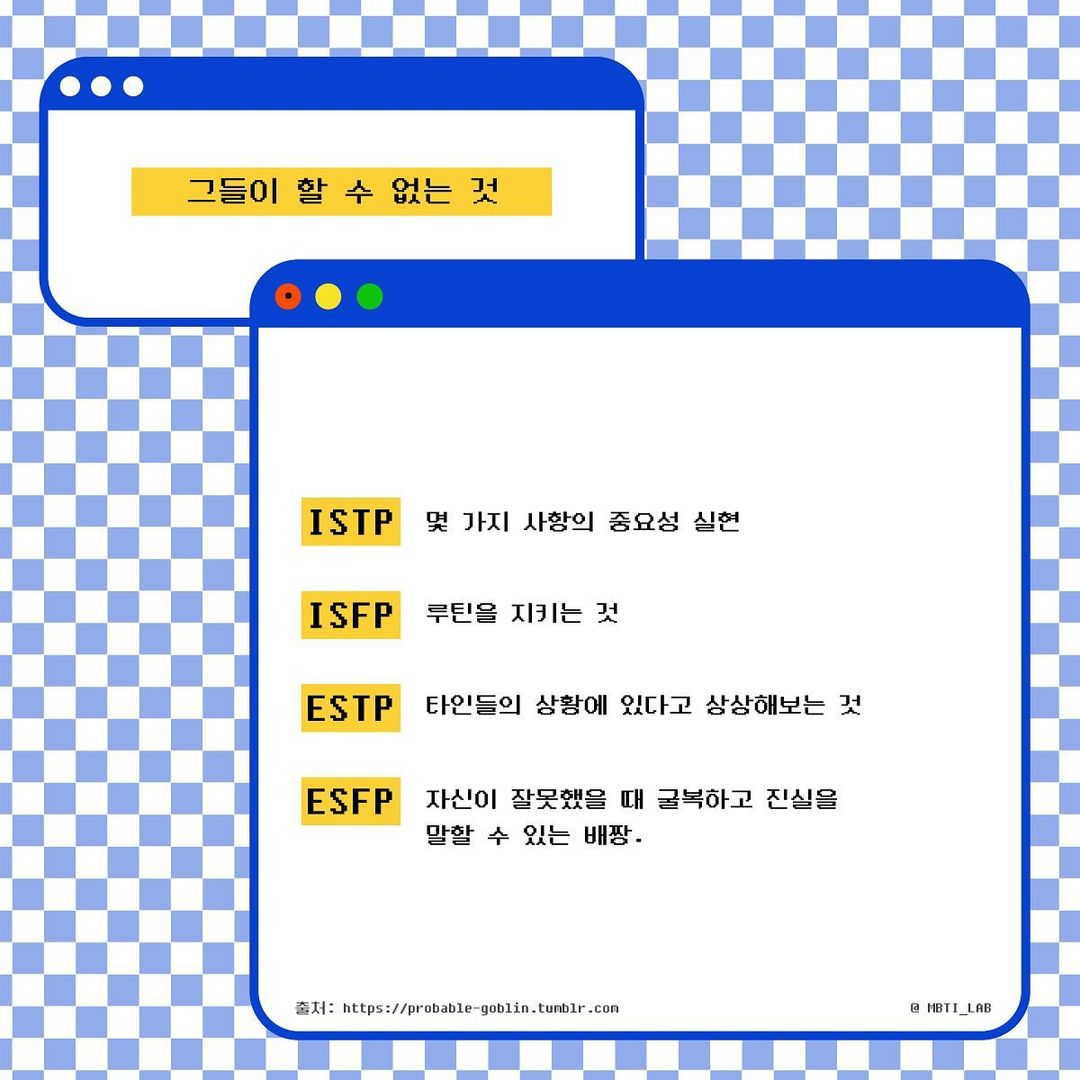 그들이 할 수 없는 것
ISTP 몇 가지 사항의 중요성 실현
ISFP 루틴을 지키는 것
ESTP 타인들의 상황에 있다고 상상해보는 것
ESFP 자신이 잘못했을 때 굴복하고 진실을
말할 수 있는 배짱.
출처: https://probable-goblin.tumblr.com
@ MBTI_LAB